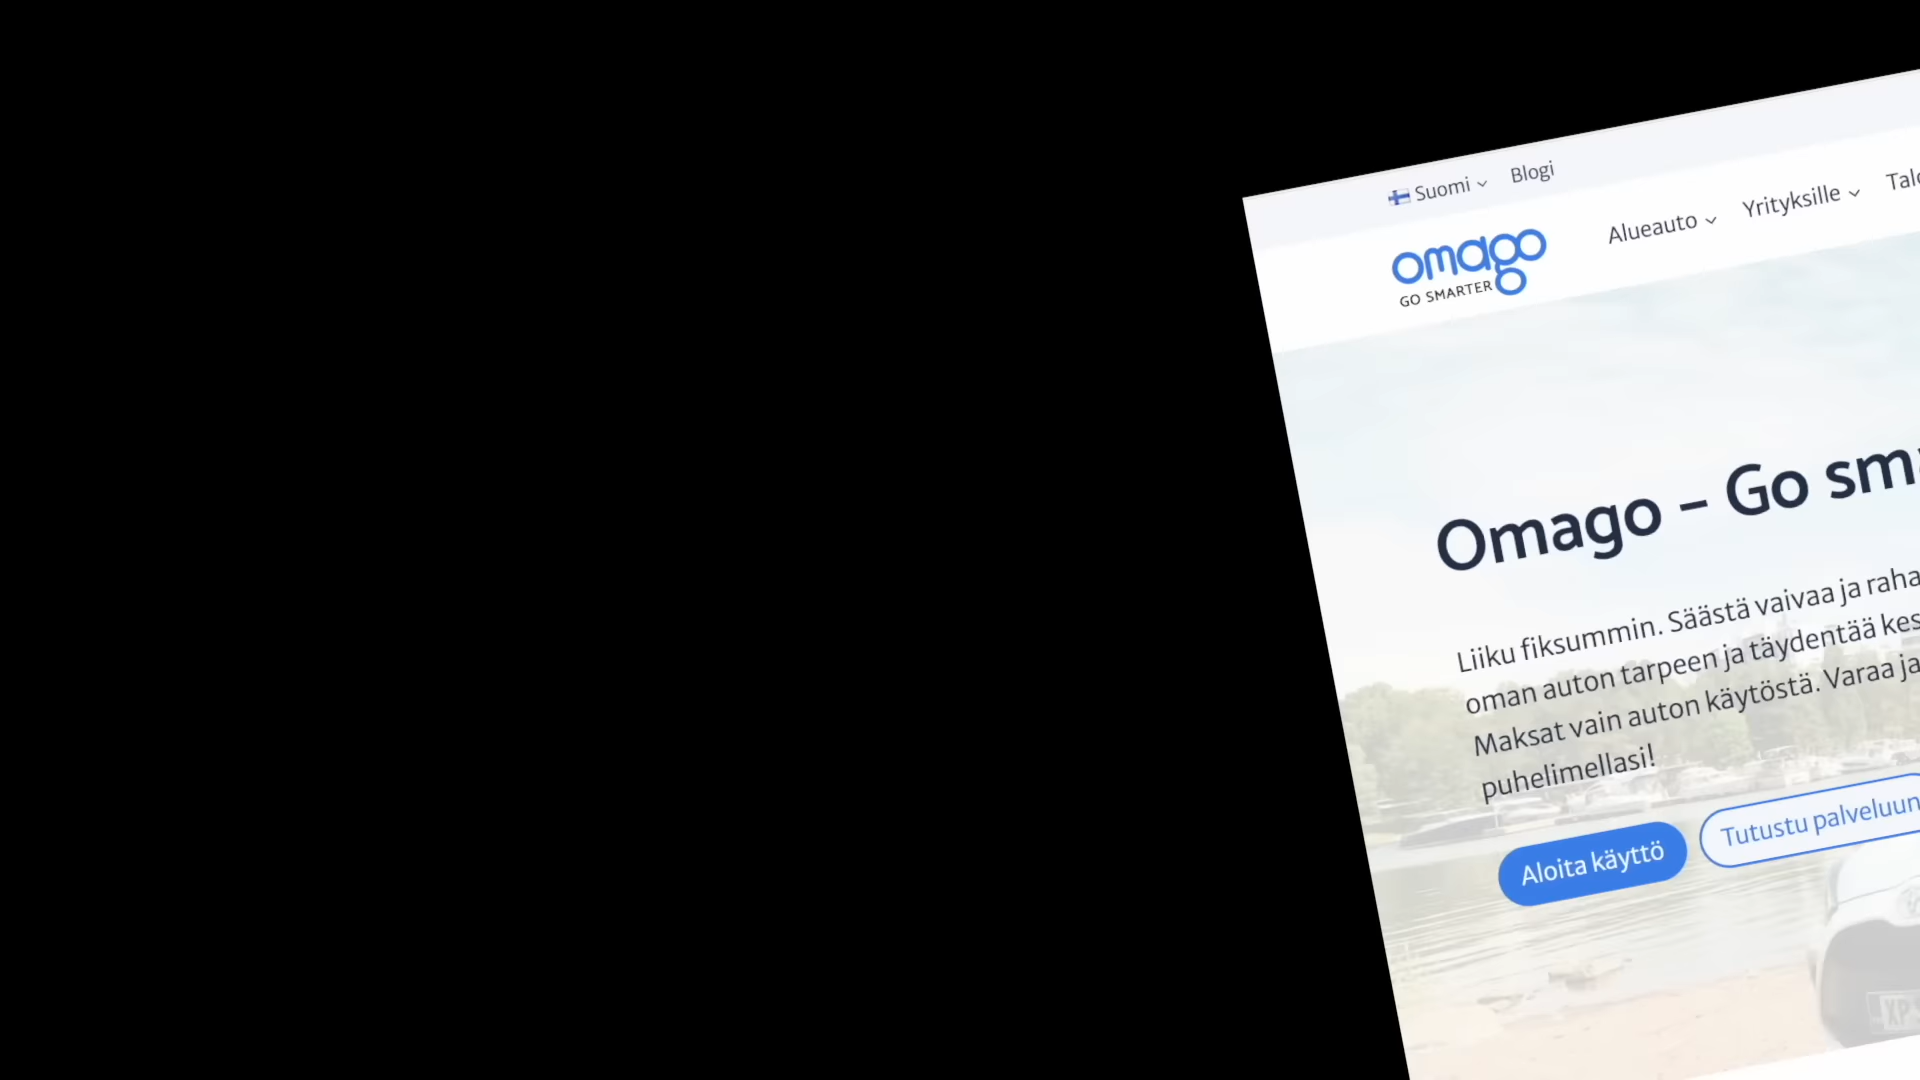 Suomi Blogi
omago
GO SMARTER
Alueauto Yrityksille
Omago – Go
Liiku fiksummin. Säästä vaivaa ja
oman auton tarpeen ja täydentää
Maksat vain auton käytöstä. Varaa
puhelimellasi!
Aloita käyttö
Tutustu palveluun